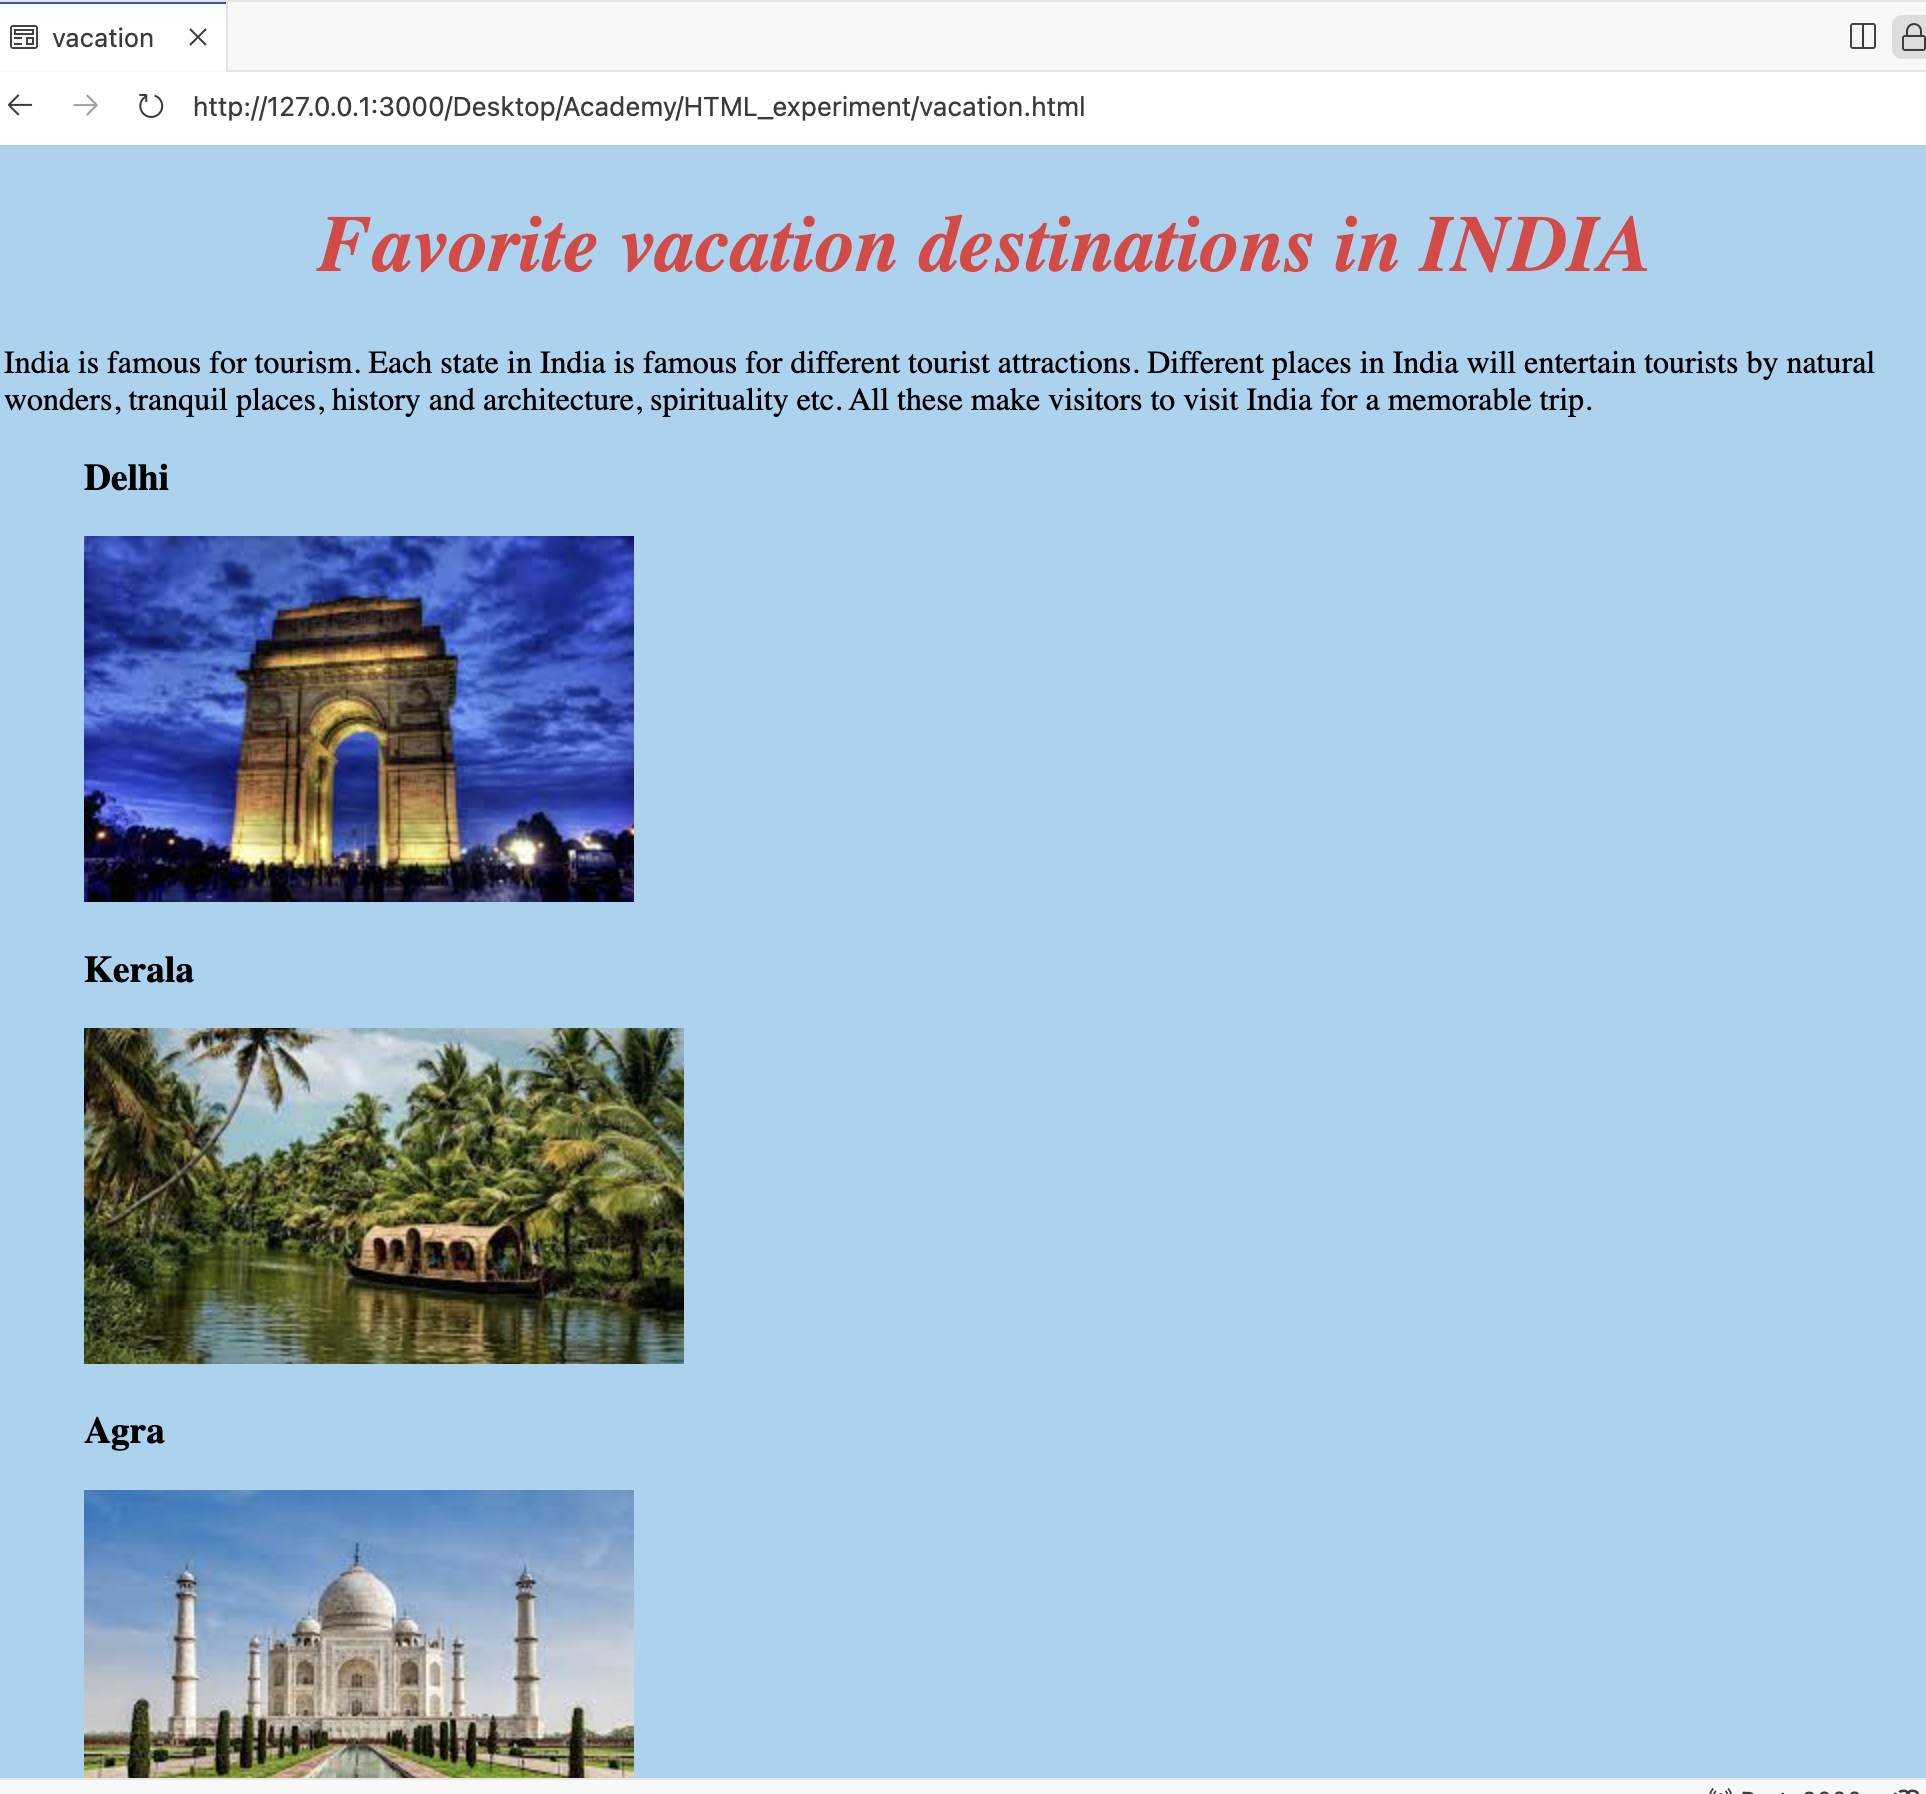 vacation
http://127.0.0.1:3000/Desktop/Academy/HTML_experiment/vacation.html
Favorite vacation destinations in INDIA
India is famous for tourism. Each state in India is famous for different tourist attractions. Different places in India will entertain tourists by natural
wonders, tranquil places, history and architecture, spirituality etc. All these make visitors to visit India for a memorable trip.
Delhi
Kerala
Agra